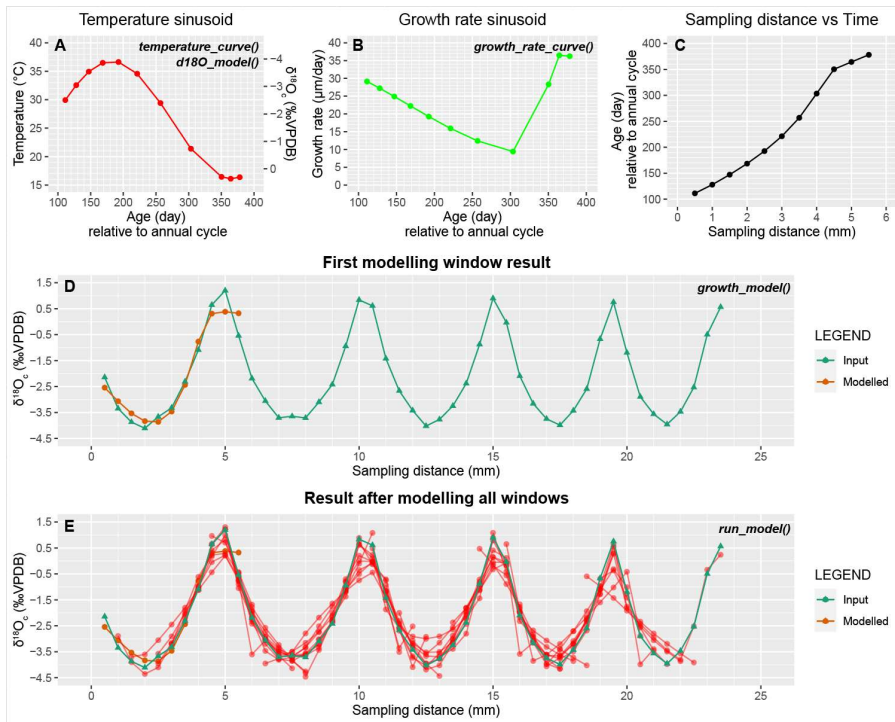 Temperature sinusoid
Growth rate sinusoid
Sampling distance vs Time
A
temperature_curve()
d18O_model()
40
35
30
25
20
15
Temperature (°C)
−4
−3
−2
−1
0
δ¹⁸O_c (‰VPDB)
100 150 200 250 300 350 400
Age (day)
relative to annual cycle
B
growth_rate_curve()
40
35
30
25
20
15
10
5
0
Growth rate (µm/day)
100 150 200 250 300 350 400
Age (day)
relative to annual cycle
C
400
350
300
250
200
150
100
Age (day)
relative to annual cycle
0 1 2 3 4 5 6
Sampling distance (mm)
First modelling window result
D
growth_model()
1.5
0.5
−0.5
−1.5
−2.5
−3.5
−4.5
δ¹⁸O_c (‰VPDB)
0 5 10 15 20 25
Sampling distance (mm)
LEGEND
Input
Modelled
Result after modelling all windows
E
run_model()
1.5
0.5
−0.5
−1.5
−2.5
−3.5
−4.5
δ¹⁸O_c (‰VPDB)
0 5 10 15 20 25
Sampling distance (mm)
LEGEND
Input
Modelled